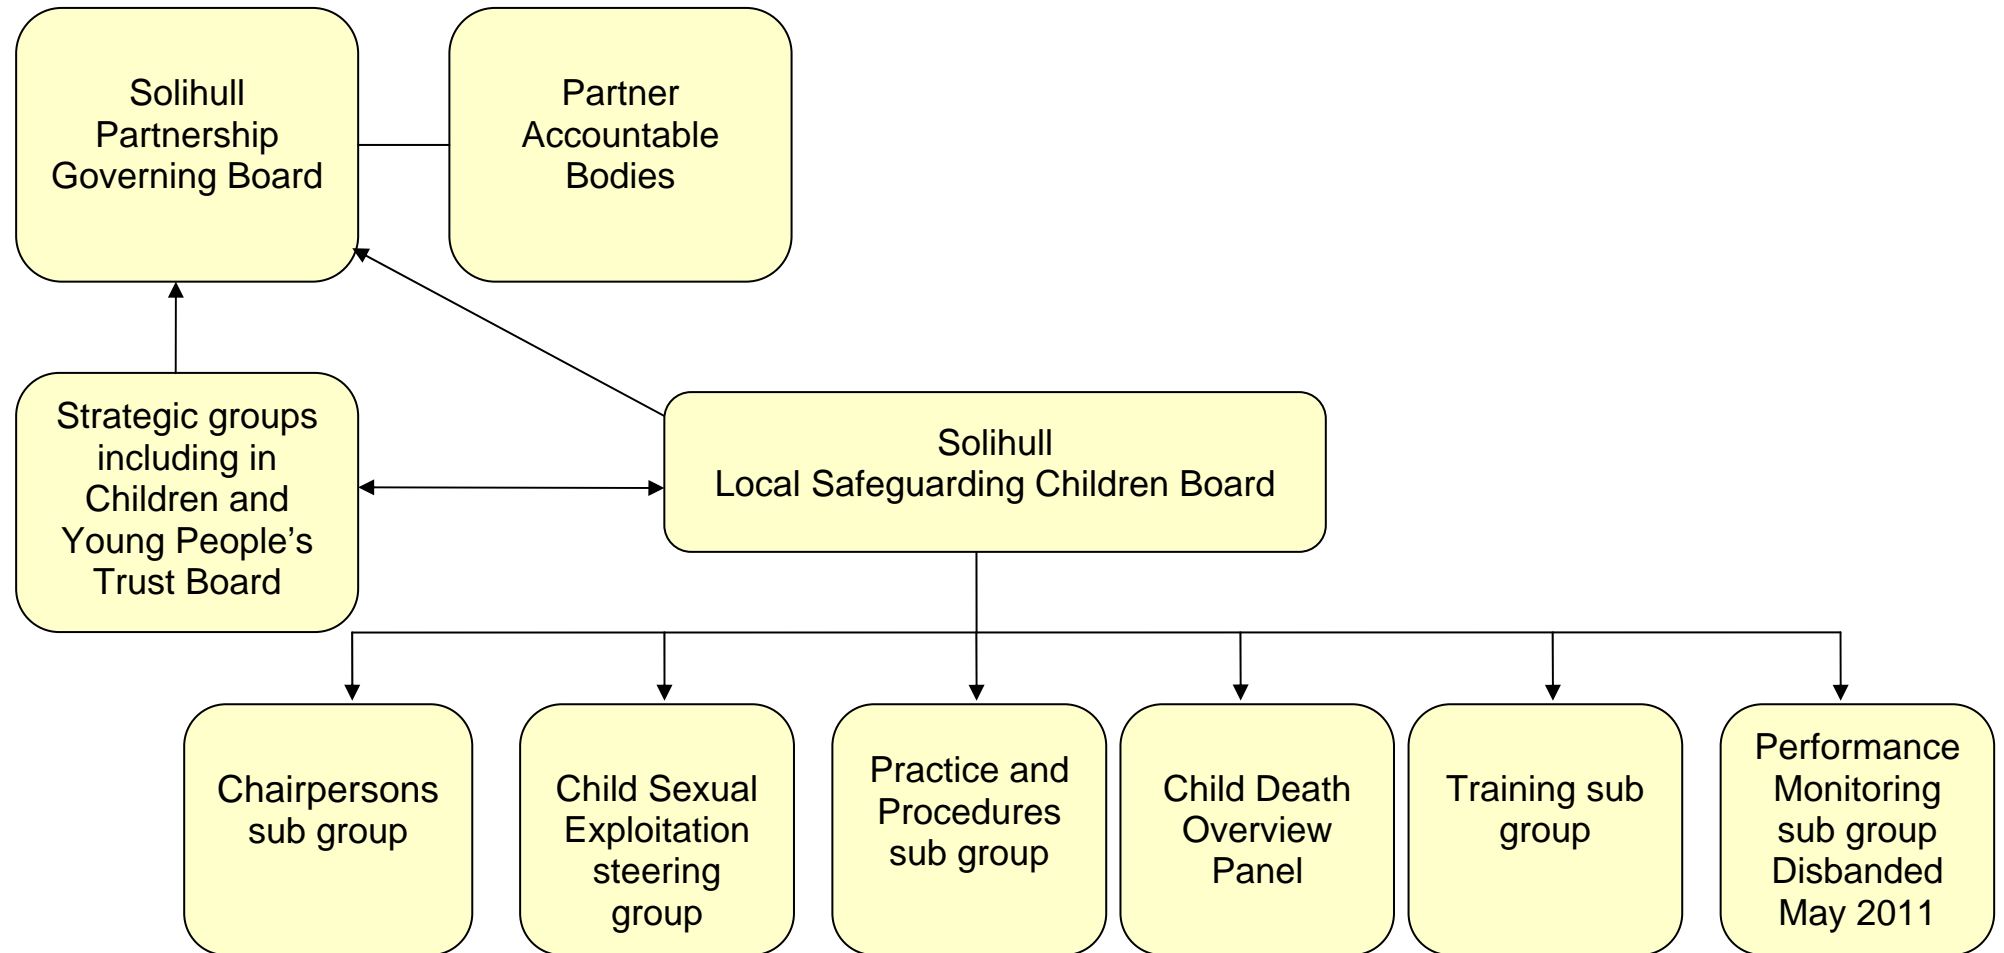 Solihull
Partnership
Governing Board
Partner
Accountable
Bodies
Strategic groups
including in
Children and
Young People’s
Trust Board
Solihull
Local Safeguarding Children Board
Chairpersons
sub group
Child Sexual
Exploitation
steering
group
Practice and
Procedures
sub group
Child Death
Overview
Panel
Training sub
group
Performance
Monitoring
sub group
Disbanded
May 2011